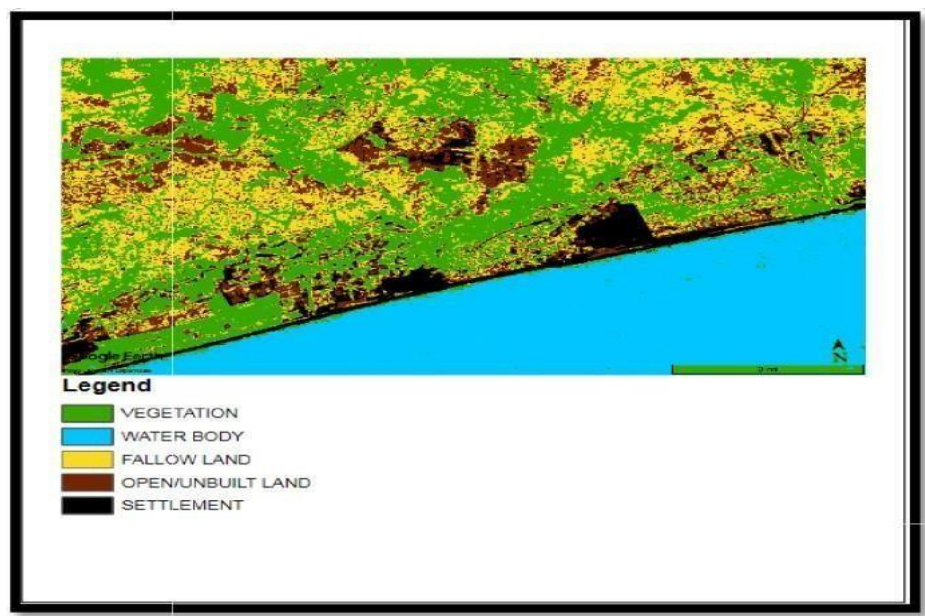 Google Earth
N
Legend
VEGETATION
WATER BODY
FALLOW LAND
OPEN/UNBUILT LAND
SETTLEMENT